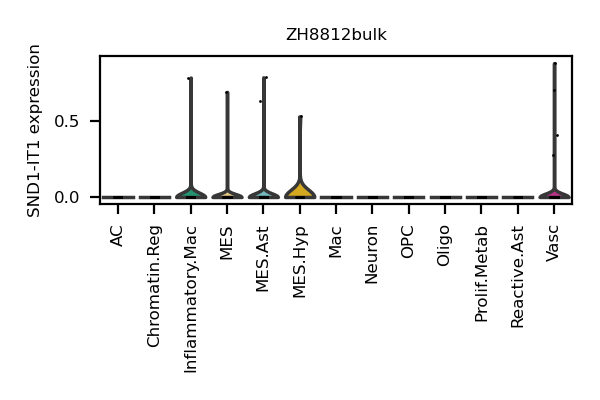 ZH8812bulk
SND1-IT1 expression
0.5
0.0
AC
Chromatin.Reg
Inflammatory.Mac
MES
MES.Ast
MES.Hyp
Mac
Neuron
OPC
Oligo
Prolif.Metab
Reactive.Ast
Vasc